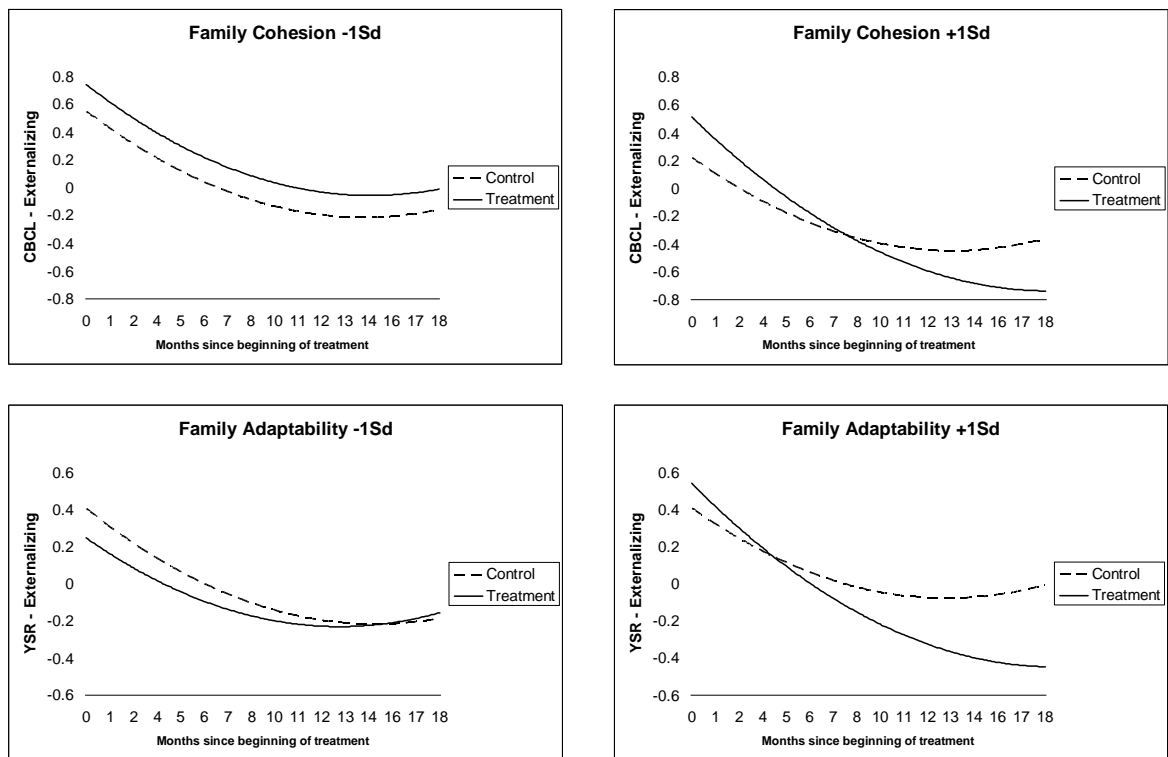 Family Cohesion -1Sd
CBCL - Externalizing
0.8
0.6
0.4
0.2
0
-0.2
-0.4
-0.6
-0.8
0 1 2 4 5 6 7 8 10 11 12 13 14 16 17 18
Months since beginning of treatment
Control
Treatment
Family Cohesion +1Sd
CBCL - Externalizing
0.8
0.6
0.4
0.2
0
-0.2
-0.4
-0.6
-0.8
0 1 2 4 5 6 7 8 10 11 12 13 14 16 17 18
Months since beginning of treatment
Control
Treatment
Family Adaptability -1Sd
YSR - Externalizing
0.6
0.4
0.2
0
-0.2
-0.4
-0.6
0 1 2 4 5 6 7 8 10 11 12 13 14 16 17 18
Months since beginning of treatment
Control
Treatment
Family Adaptability +1Sd
YSR - Externalizing
0.6
0.4
0.2
0
-0.2
-0.4
-0.6
0 1 2 4 5 6 7 8 10 11 12 13 14 16 17 18
Months since beginning of treatment
Control
Treatment